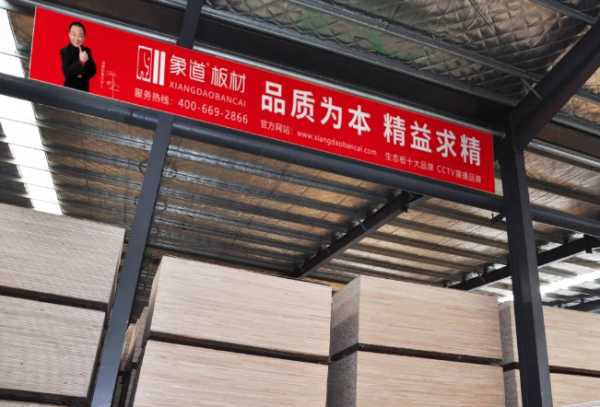 象道®板材
XIANGDAOBANCAI
服务热线：400-669-2866
品质为本 精益求精
官方网站：www.xiangdaobancai.com
生态板十大品牌 CCTV展播品牌